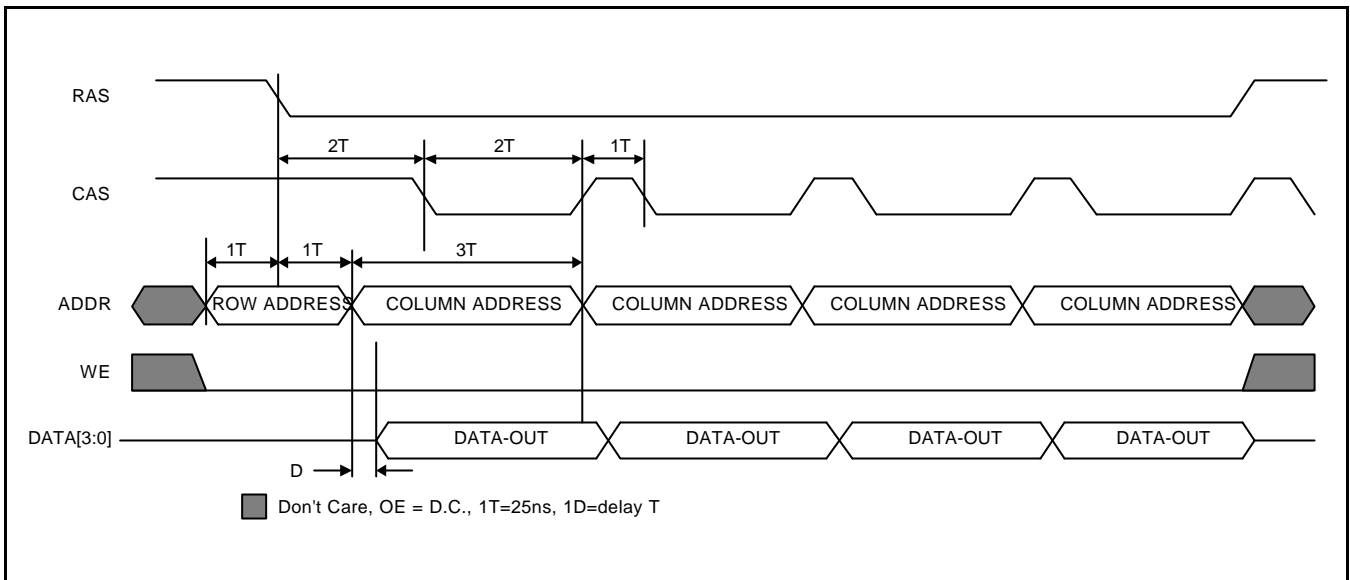 RAS
2T 2T 1T
CAS
1T 1T 3T
ADDR ROW ADDRESS COLUMN ADDRESS COLUMN ADDRESS COLUMN ADDRESS COLUMN ADDRESS
WE
DATA[3:0] DATA-OUT DATA-OUT DATA-OUT DATA-OUT
D
Don't Care, OE = D.C., 1T=25ns, 1D=delay T